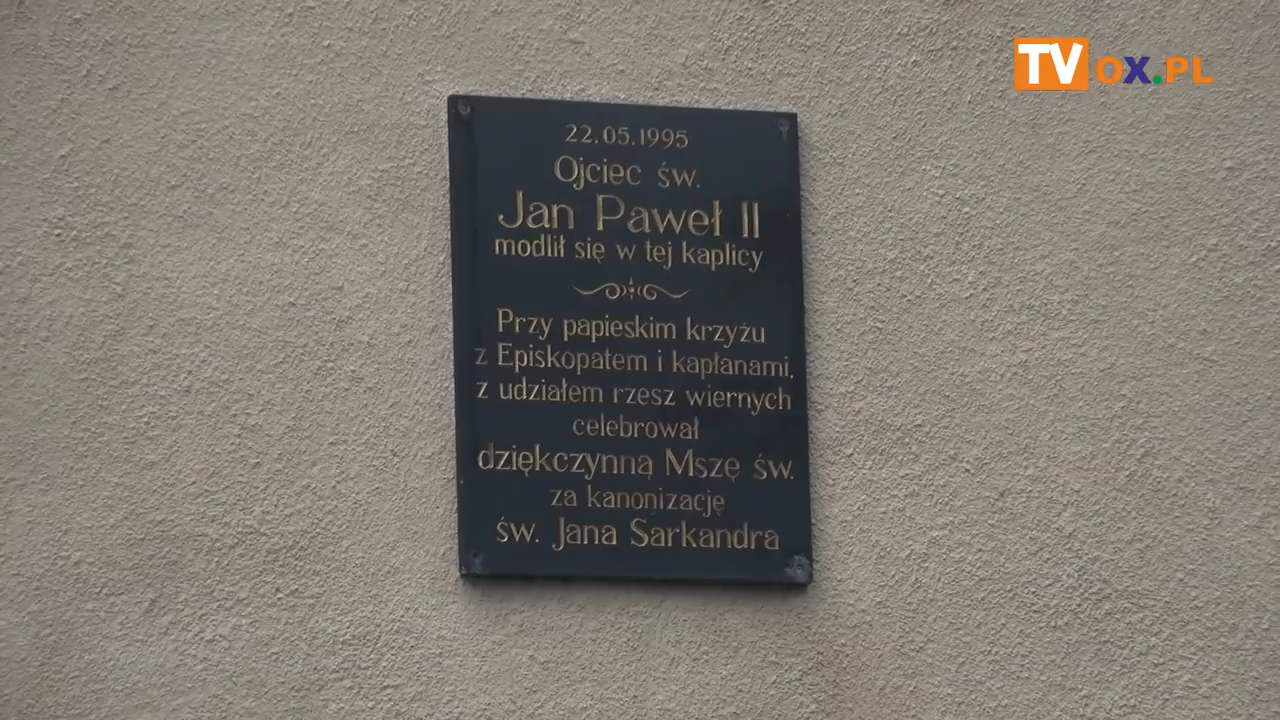 TVOX.PL
22.05.1995
Ojciec św.
Jan Paweł II
modlił się w tej kaplicy
Przy papieskim krzyżu
z Episkopatem i kapłanami,
z udziałem rzesz wiernych
celebrował
dziękczynną Mszę św.
za kanonizację
św. Jana Sarkandra